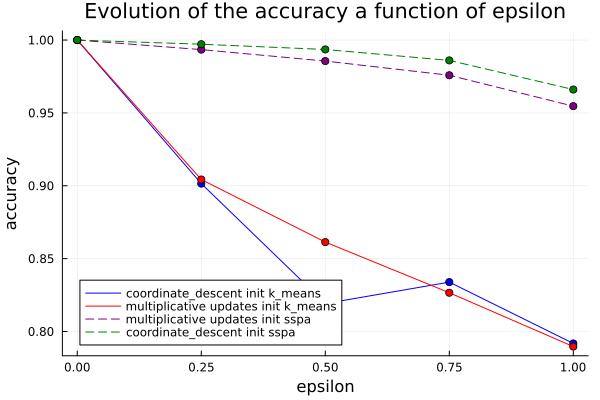 Evolution of the accuracy a function of epsilon
1.00
0.95
0.90
0.85
0.80
accuracy
coordinate_descent init k_means
multiplicative updates init k_means
multiplicative updates init sspa
coordinate_descent init sspa
0.00 0.25 0.50 0.75 1.00
epsilon